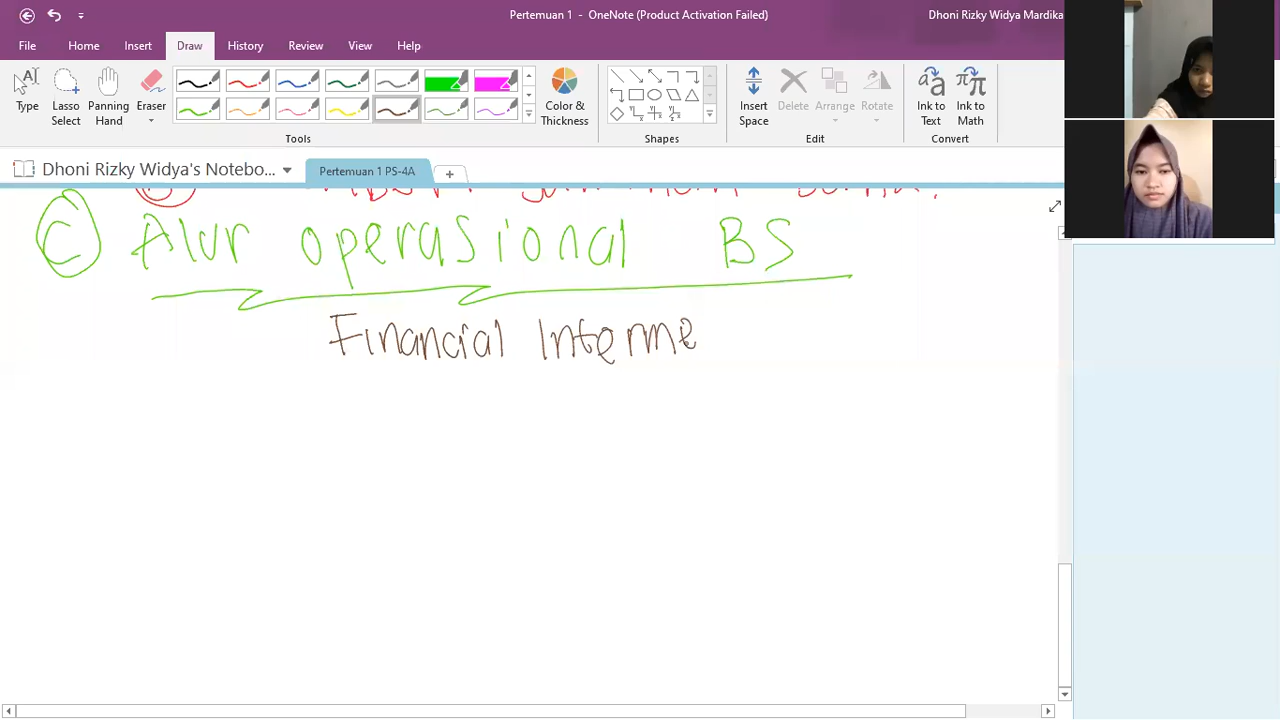 Pertemuan 1 - OneNote (Product Activation Failed)
Dhoni Rizky Widya Mardika
File Home Insert Draw History Review View Help
Type Lasso Select Panning Hand Eraser Color & Thickness Insert Space Delete Arrange Rotate Ink to Text Ink to Math
Tools Shapes Edit Convert
Dhoni Rizky Widya's Notebo... Pertemuan 1 PS-4A
C Alur operasional BS
Financial Interme